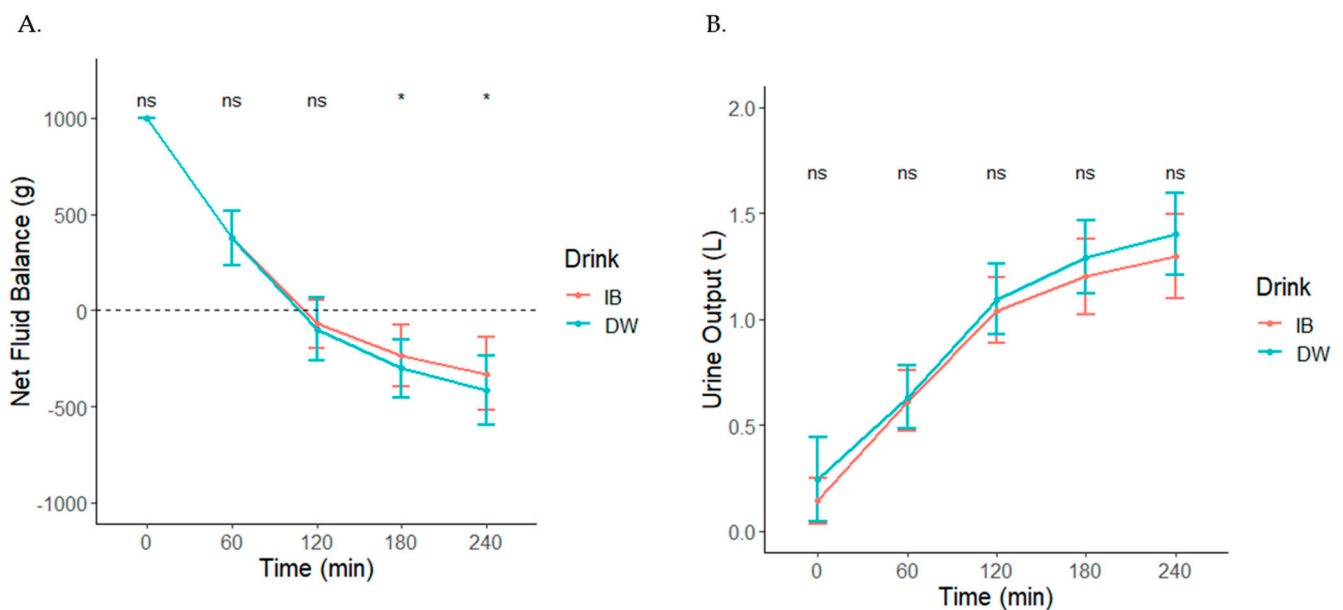 A.
ns ns ns * *
1000
500
0
-500
-1000
Net Fluid Balance (g)
0 60 120 180 240
Time (min)
Drink
IB
DW
B.
ns ns ns ns ns
2.0
1.5
1.0
0.5
0.0
Urine Output (L)
0 60 120 180 240
Time (min)
Drink
IB
DW